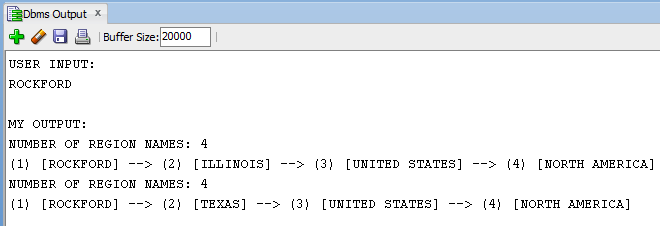 Dbms Output x
Buffer Size: 20000
USER INPUT:
ROCKFORD
MY OUTPUT:
NUMBER OF REGION NAMES: 4
(1) [ROCKFORD] --> (2) [ILLINOIS] --> (3) [UNITED STATES] --> (4) [NORTH AMERICA]
NUMBER OF REGION NAMES: 4
(1) [ROCKFORD] --> (2) [TEXAS] --> (3) [UNITED STATES] --> (4) [NORTH AMERICA]